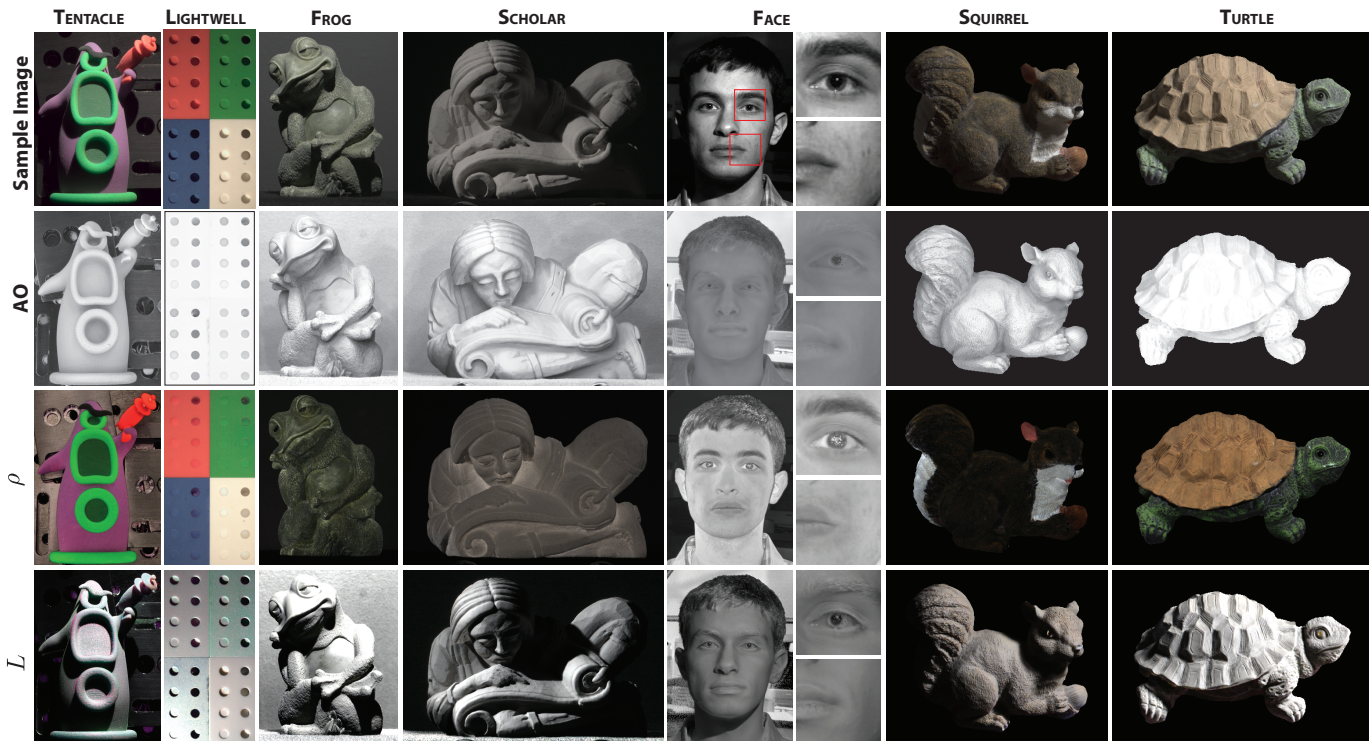 TENTACLE LIGHTWELL FROG SCHOLAR FACE SQUIRREL TURTLE
Sample Image
AO
ρ
L